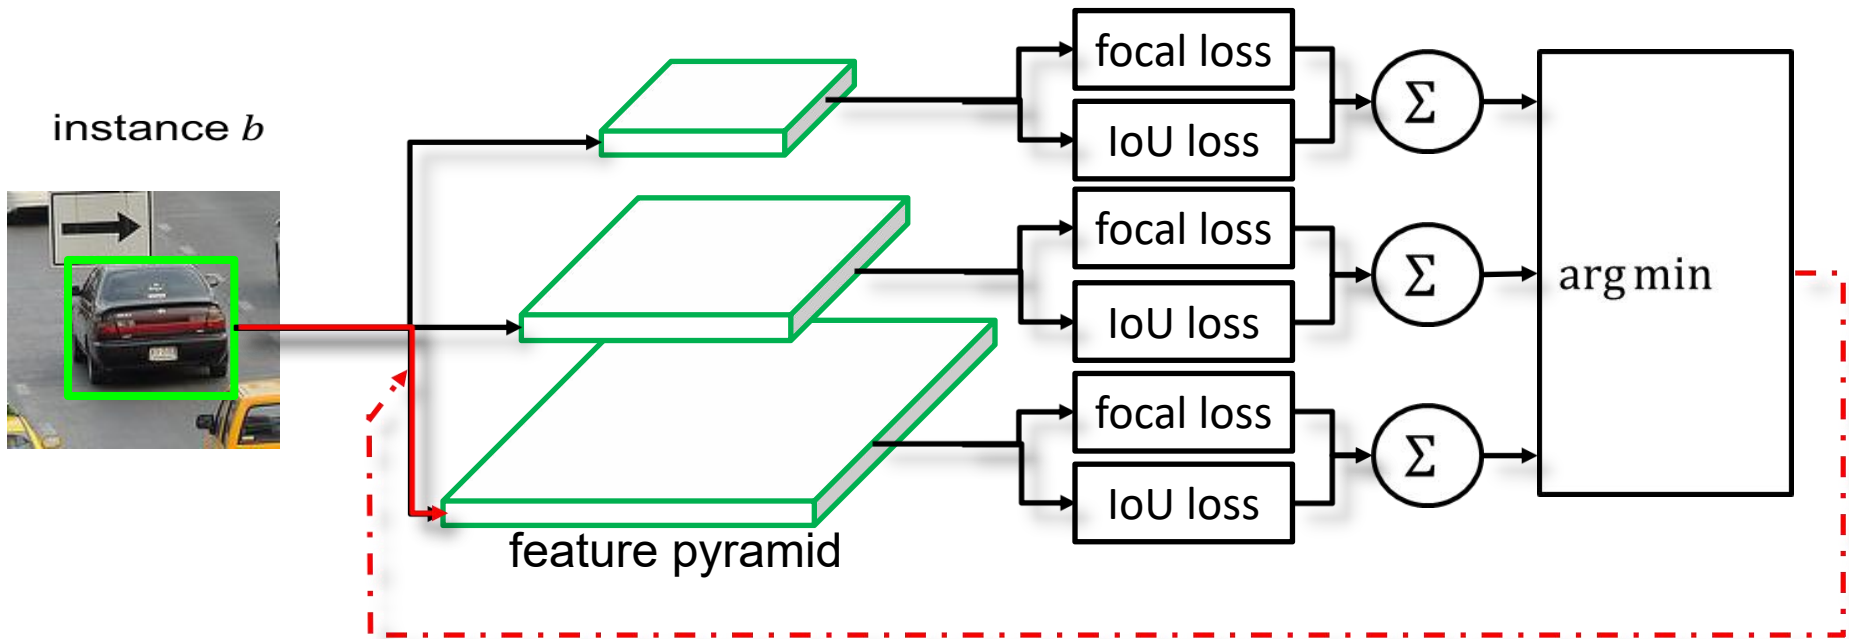 instance b
focal loss
IoU loss
Σ
focal loss
IoU loss
Σ
arg min
focal loss
IoU loss
Σ
feature pyramid